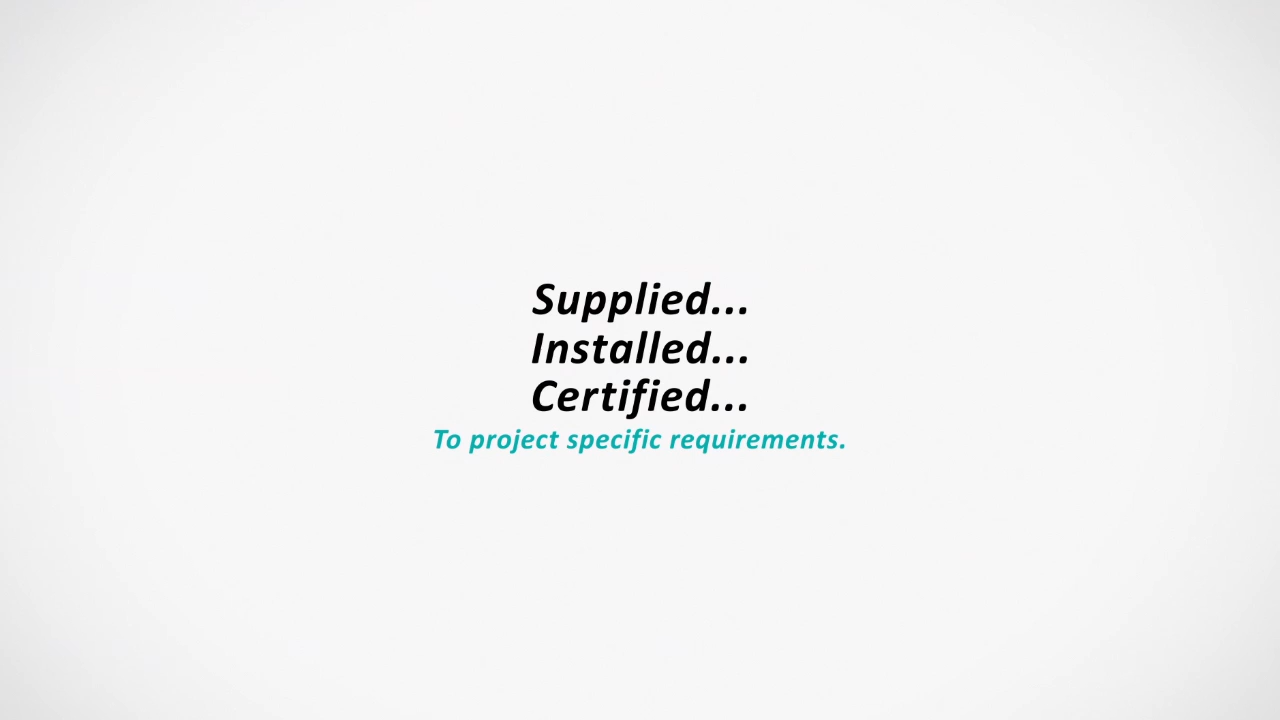 Supplied...
Installed...
Certified...
To project specific requirements.